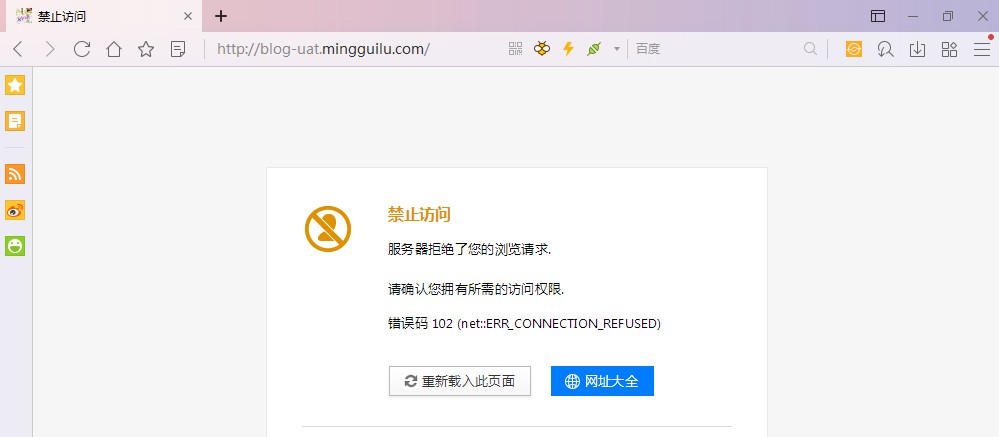 禁止访问
http://blog-uat.mingguilu.com/
百度
禁止访问
服务器拒绝了您的浏览请求.
请确认您拥有所需的访问权限.
错误码 102 (net::ERR_CONNECTION_REFUSED)
重新载入此页面
网址大全